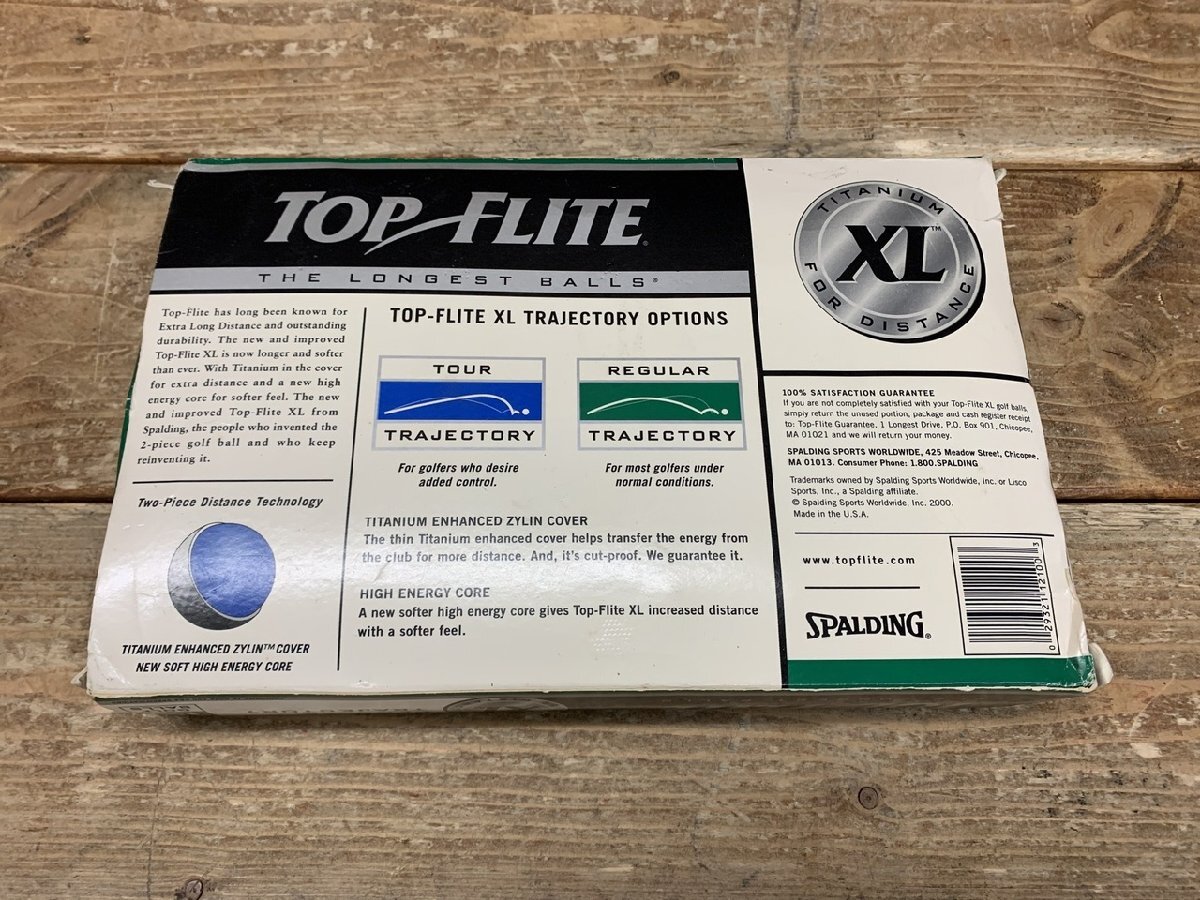 TOP-FLITE®
THE LONGEST BALLS®
Top-Flite has long been known for
Extra Long Distance and outstanding
durability. The new and improved
Top-Flite XL is now longer and softer
than ever. With Titanium in the cover
for extra distance and a new high
energy core for softer feel. The new
and improved Top-Flite XL from
Spalding, the people who invented the
2-piece golf ball and who keep
reinventing it.
Two-Piece Distance Technology
TITANIUM ENHANCED ZYLIN™ COVER
NEW SOFT HIGH ENERGY CORE
TOP-FLITE XL TRAJECTORY OPTIONS
TOUR
TRAJECTORY
For golfers who desire
added control.
REGULAR
TRAJECTORY
For most golfers under
normal conditions.
TITANIUM ENHANCED ZYLIN COVER
The thin Titanium enhanced cover helps transfer the energy from
the club for more distance. And, it's cut-proof. We guarantee it.
HIGH ENERGY CORE
A new softer high energy core gives Top-Flite XL increased distance
with a softer feel.
TITANIUM
XL™
FOR DISTANCE
100% SATISFACTION GUARANTEE
If you are not completely satisfied with your Top-Flite XL golf balls,
simply return the unused portion, package and cash register receipt
to: Top-Flite Guarantee, 1 Longest Drive, P.O. Box 901, Chicopee,
MA 01021 and we will return your money.
SPALDING SPORTS WORLDWIDE, 425 Meadow Street, Chicopee,
MA 01013. Consumer Phone: 1.800.SPALDING
Trademarks owned by Spalding Sports Worldwide, Inc. or Lisco
Sports, Inc., a Spalding affiliate.
© Spalding Sports Worldwide, Inc. 2000.
Made in the U.S.A.
www.topflite.com
SPALDING®
0 29321 12107 3